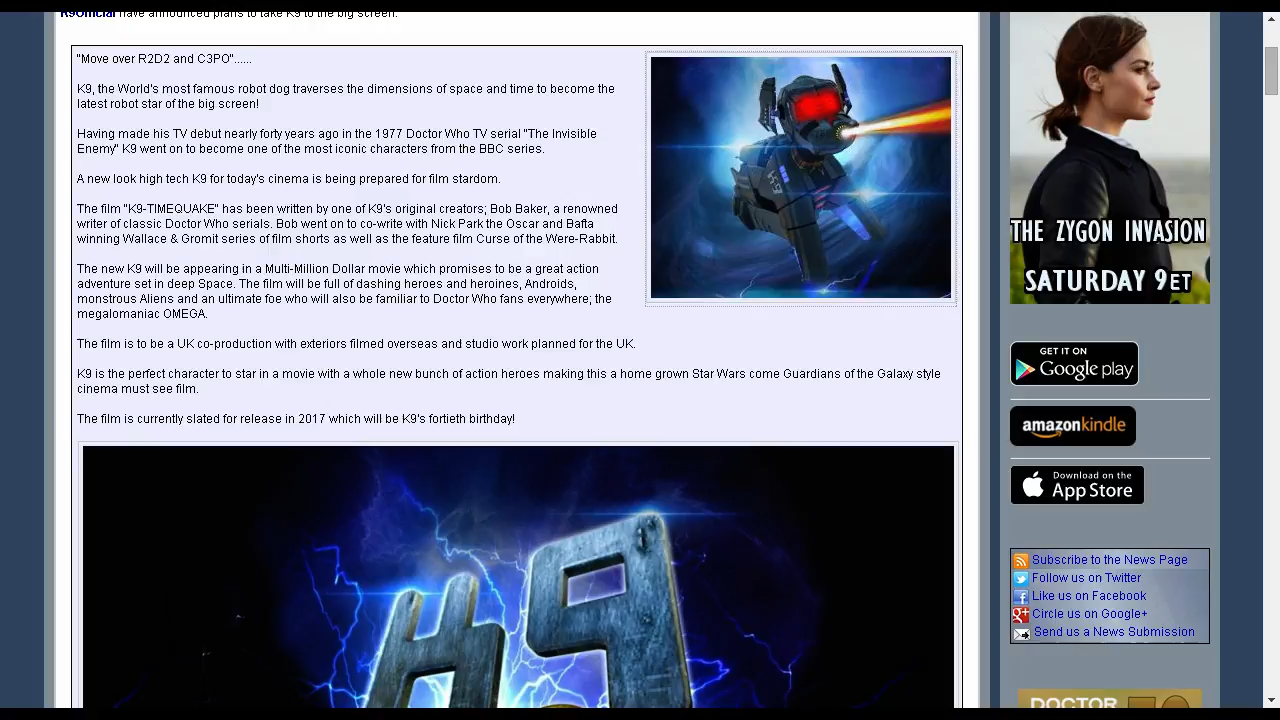 K9Official have announced plans to take K9 to the big screen.
"Move over R2D2 and C3PO".....
K9, the World's most famous robot dog traverses the dimensions of space and time to become the
latest robot star of the big screen!
Having made his TV debut nearly forty years ago in the 1977 Doctor Who TV serial "The Invisible
Enemy" K9 went on to become one of the most iconic characters from the BBC series.
A new look high tech K9 for today's cinema is being prepared for film stardom.
The film "K9-TIMEQUAKE" has been written by one of K9's original creators; Bob Baker, a renowned
writer of classic Doctor Who serials. Bob went on to co-write with Nick Park the Oscar and Bafta
winning Wallace & Gromit series of film shorts as well as the feature film Curse of the Were-Rabbit.
The new K9 will be appearing in a Multi-Million Dollar movie which promises to be a great action
adventure set in deep Space. The film will be full of dashing heroes and heroines, Androids,
monstrous aliens and an ultimate foe who will also be familiar to Doctor Who fans everywhere; the
megalomaniac OMEGA.
The film is to be a UK co-production with exteriors filmed overseas and studio work planned for the UK.
K9 is the perfect character to star in a movie with a whole new bunch of action heroes making this a home grown Star Wars come Guardians of the Galaxy style
cinema must see film.
The film is currently slated for release in 2017 which will be K9's fortieth birthday!
K9
K9
THE ZYGON INVASION
SATURDAY 9ET
GET IT ON
Google play
amazonkindle
Download on the
App Store
Subscribe to the News Page
Follow us on Twitter
Like us on Facebook
Circle us on Google+
Send us a News Submission
DOCTOR